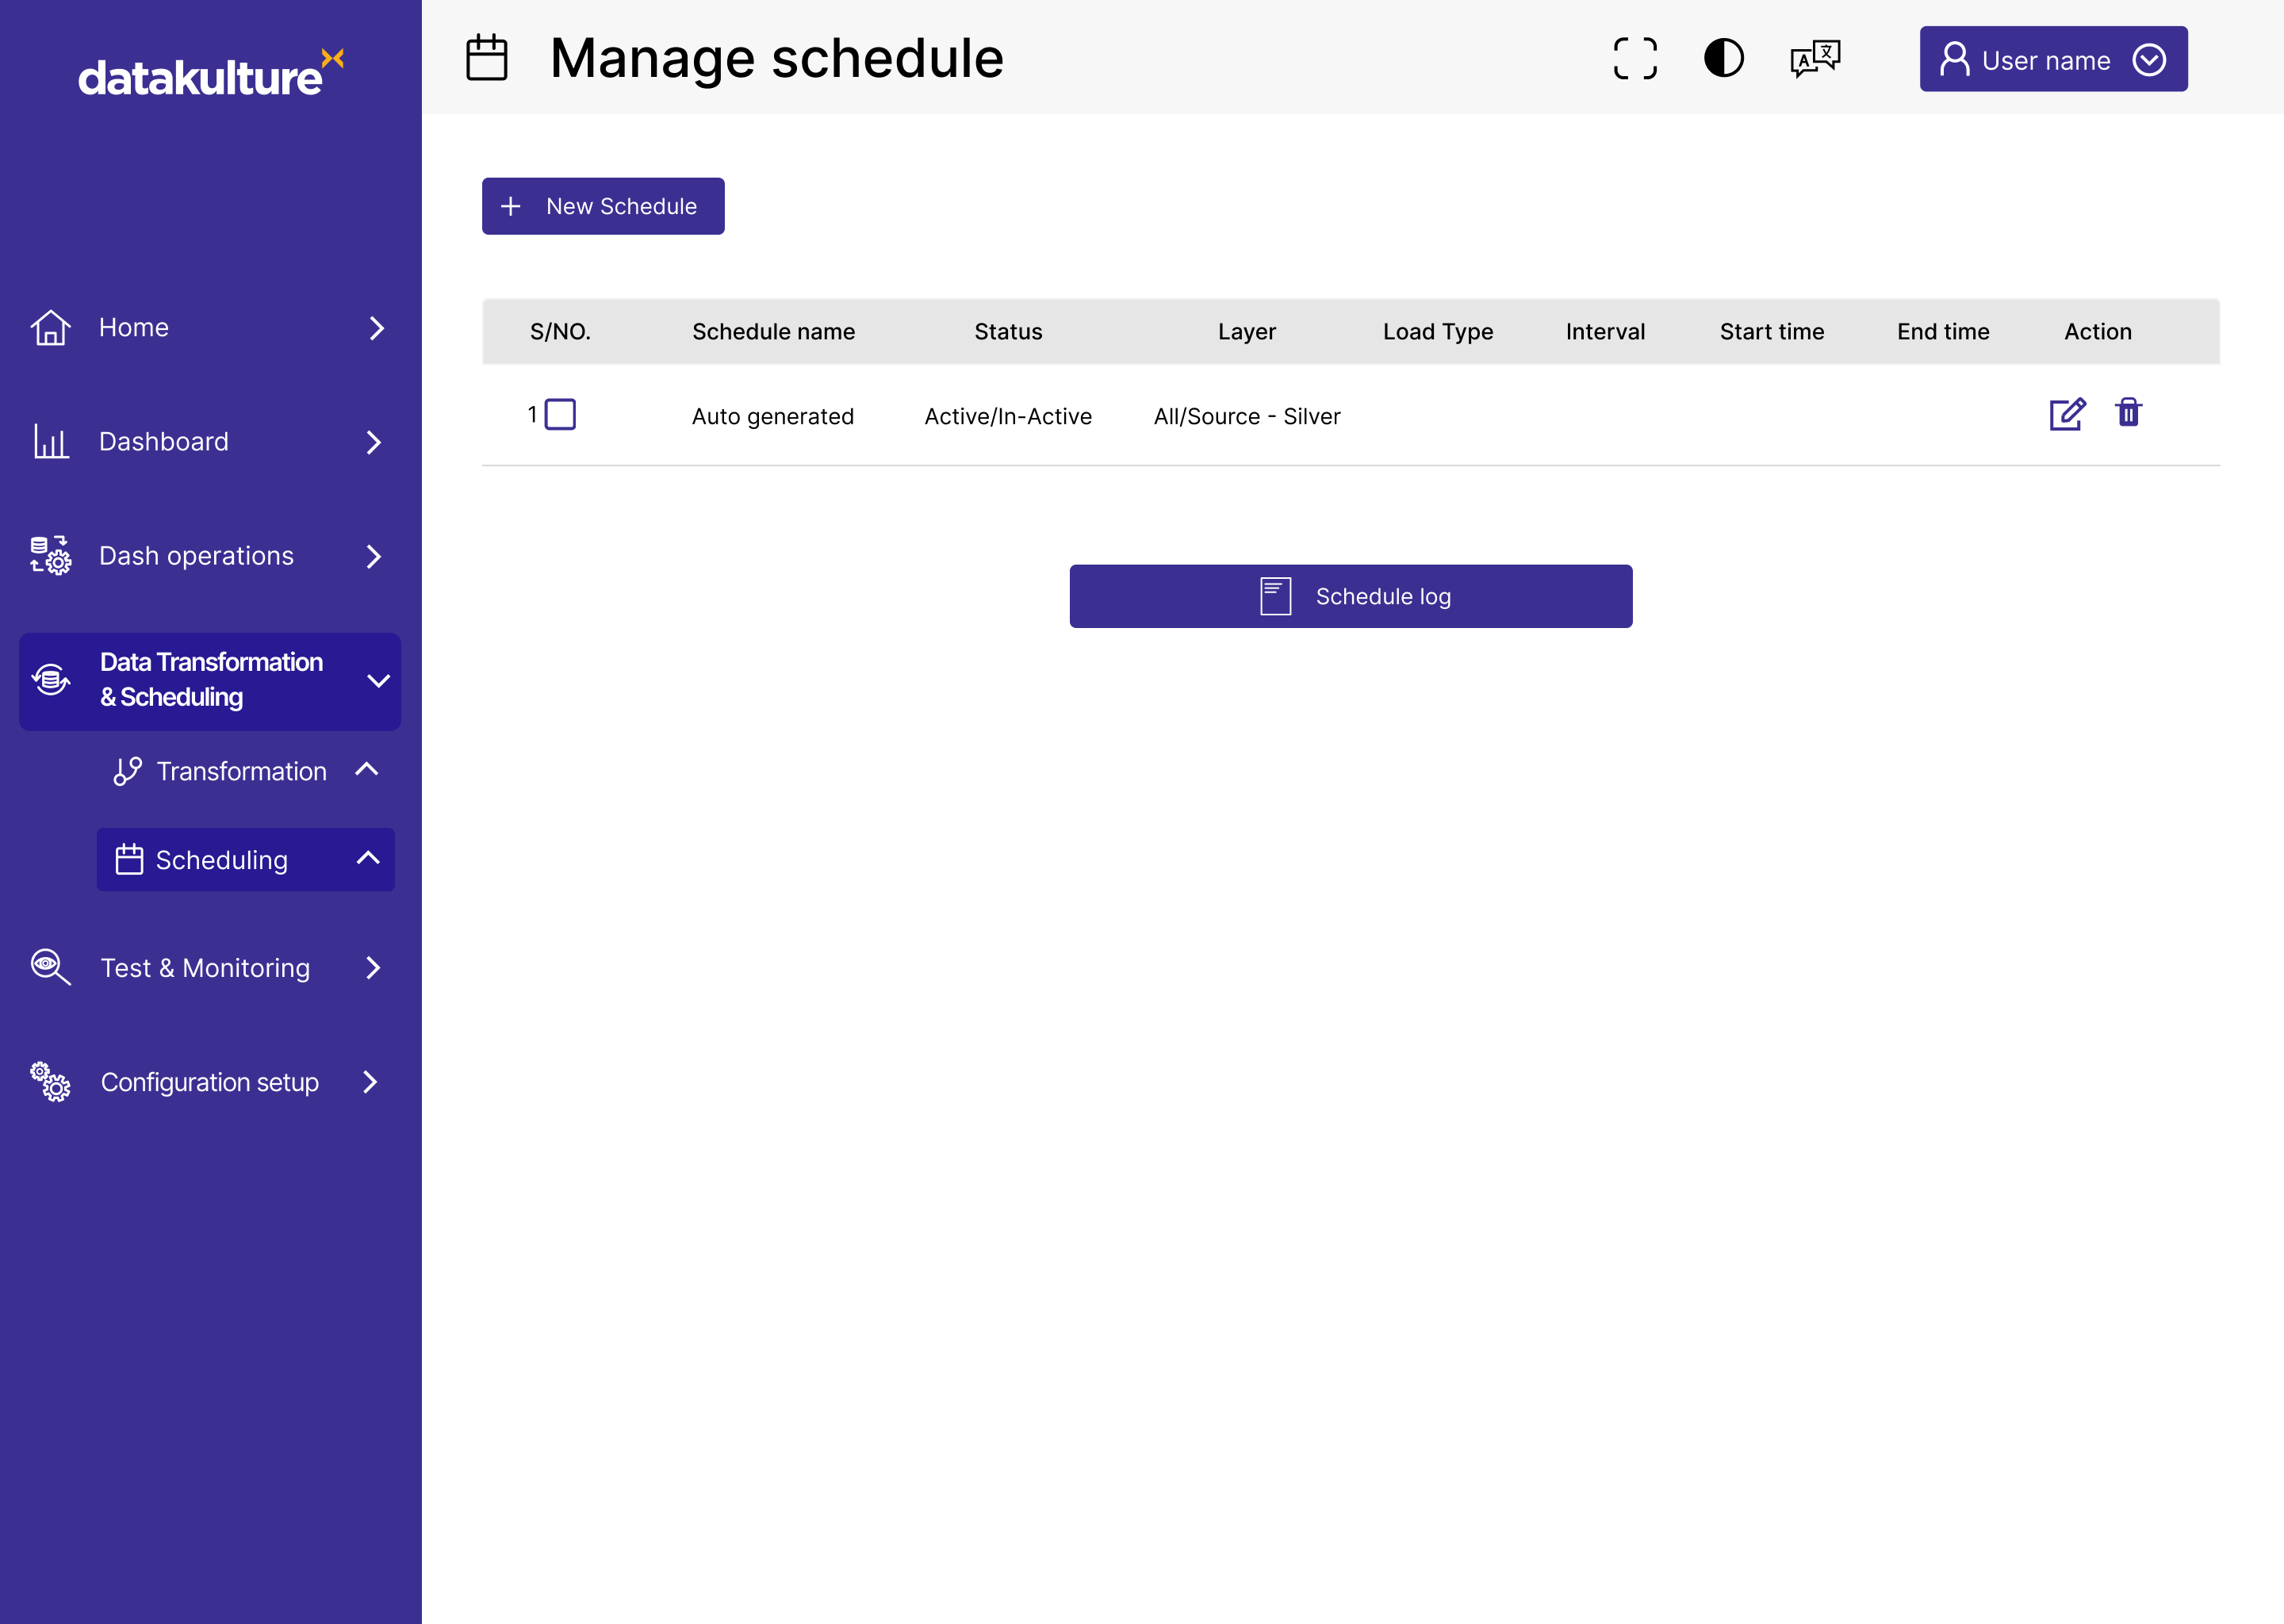 datakulture
Manage schedule
User name
New Schedule
Home
Dashboard
Dash operations
Data Transformation
& Scheduling
Transformation
Scheduling
Test & Monitoring
Configuration setup
S/NO. Schedule name Status Layer Load Type Interval Start time End time Action
1 Auto generated Active/In-Active All/Source - Silver
Schedule log